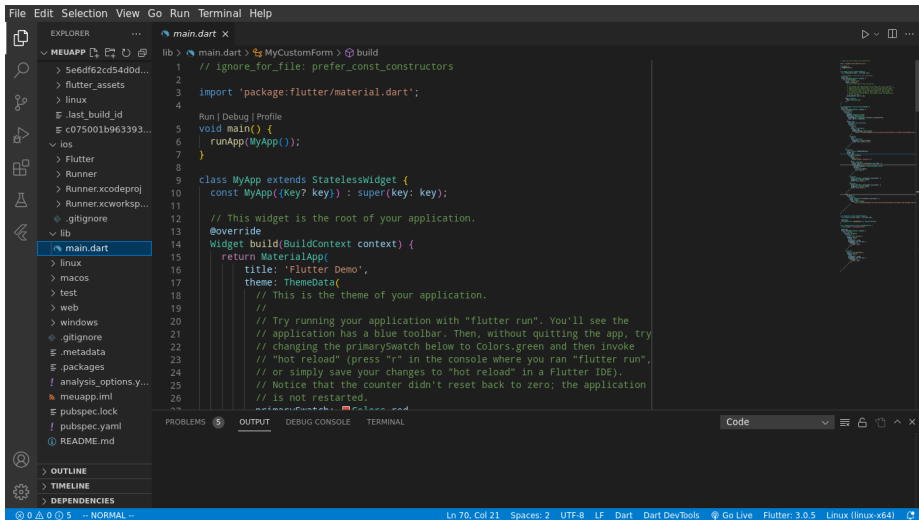 File Edit Selection View Go Run Terminal Help
EXPLORER ...
main.dart X
MEUAPP
lib > main.dart > MyCustomForm > build
5e6df62cd54d0d...
flutter_assets
linux
.last_build_id
c075001b963393...
ios
Flutter
Runner
Runner.xcodeproj
Runner.xcworksp...
.gitignore
lib
main.dart
linux
macos
test
web
windows
.gitignore
.metadata
.packages
analysis_options.y...
meuapp.iml
pubspec.lock
pubspec.yaml
README.md
OUTLINE
TIMELINE
DEPENDENCIES
1 // ignore_for_file: prefer_const_constructors
2
3 import 'package:flutter/material.dart';
4
Run | Debug | Profile
5 void main() {
6 runApp(MyApp());
7 }
8
9 class MyApp extends StatelessWidget {
10 const MyApp({Key? key}) : super(key: key);
11
12 // This widget is the root of your application.
13 @override
14 Widget build(BuildContext context) {
15 return MaterialApp(
16 title: 'Flutter Demo',
17 theme: ThemeData(
18 // This is the theme of your application.
19 //
20 // Try running your application with "flutter run". You'll see the
21 // application has a blue toolbar. Then, without quitting the app, try
22 // changing the primarySwatch below to Colors.green and then invoke
23 // "hot reload" (press "r" in the console where you ran "flutter run",
24 // or simply save your changes to "hot reload" in a Flutter IDE).
25 // Notice that the counter didn't reset back to zero; the application
26 // is not restarted.
27 primarySwatch: Colors.red
PROBLEMS 5 OUTPUT DEBUG CONSOLE TERMINAL
Code
0 0 5 -- NORMAL --
Ln 70, Col 21 Spaces: 2 UTF-8 LF Dart Dart DevTools Go Live Flutter: 3.0.5 Linux (linux-x64)